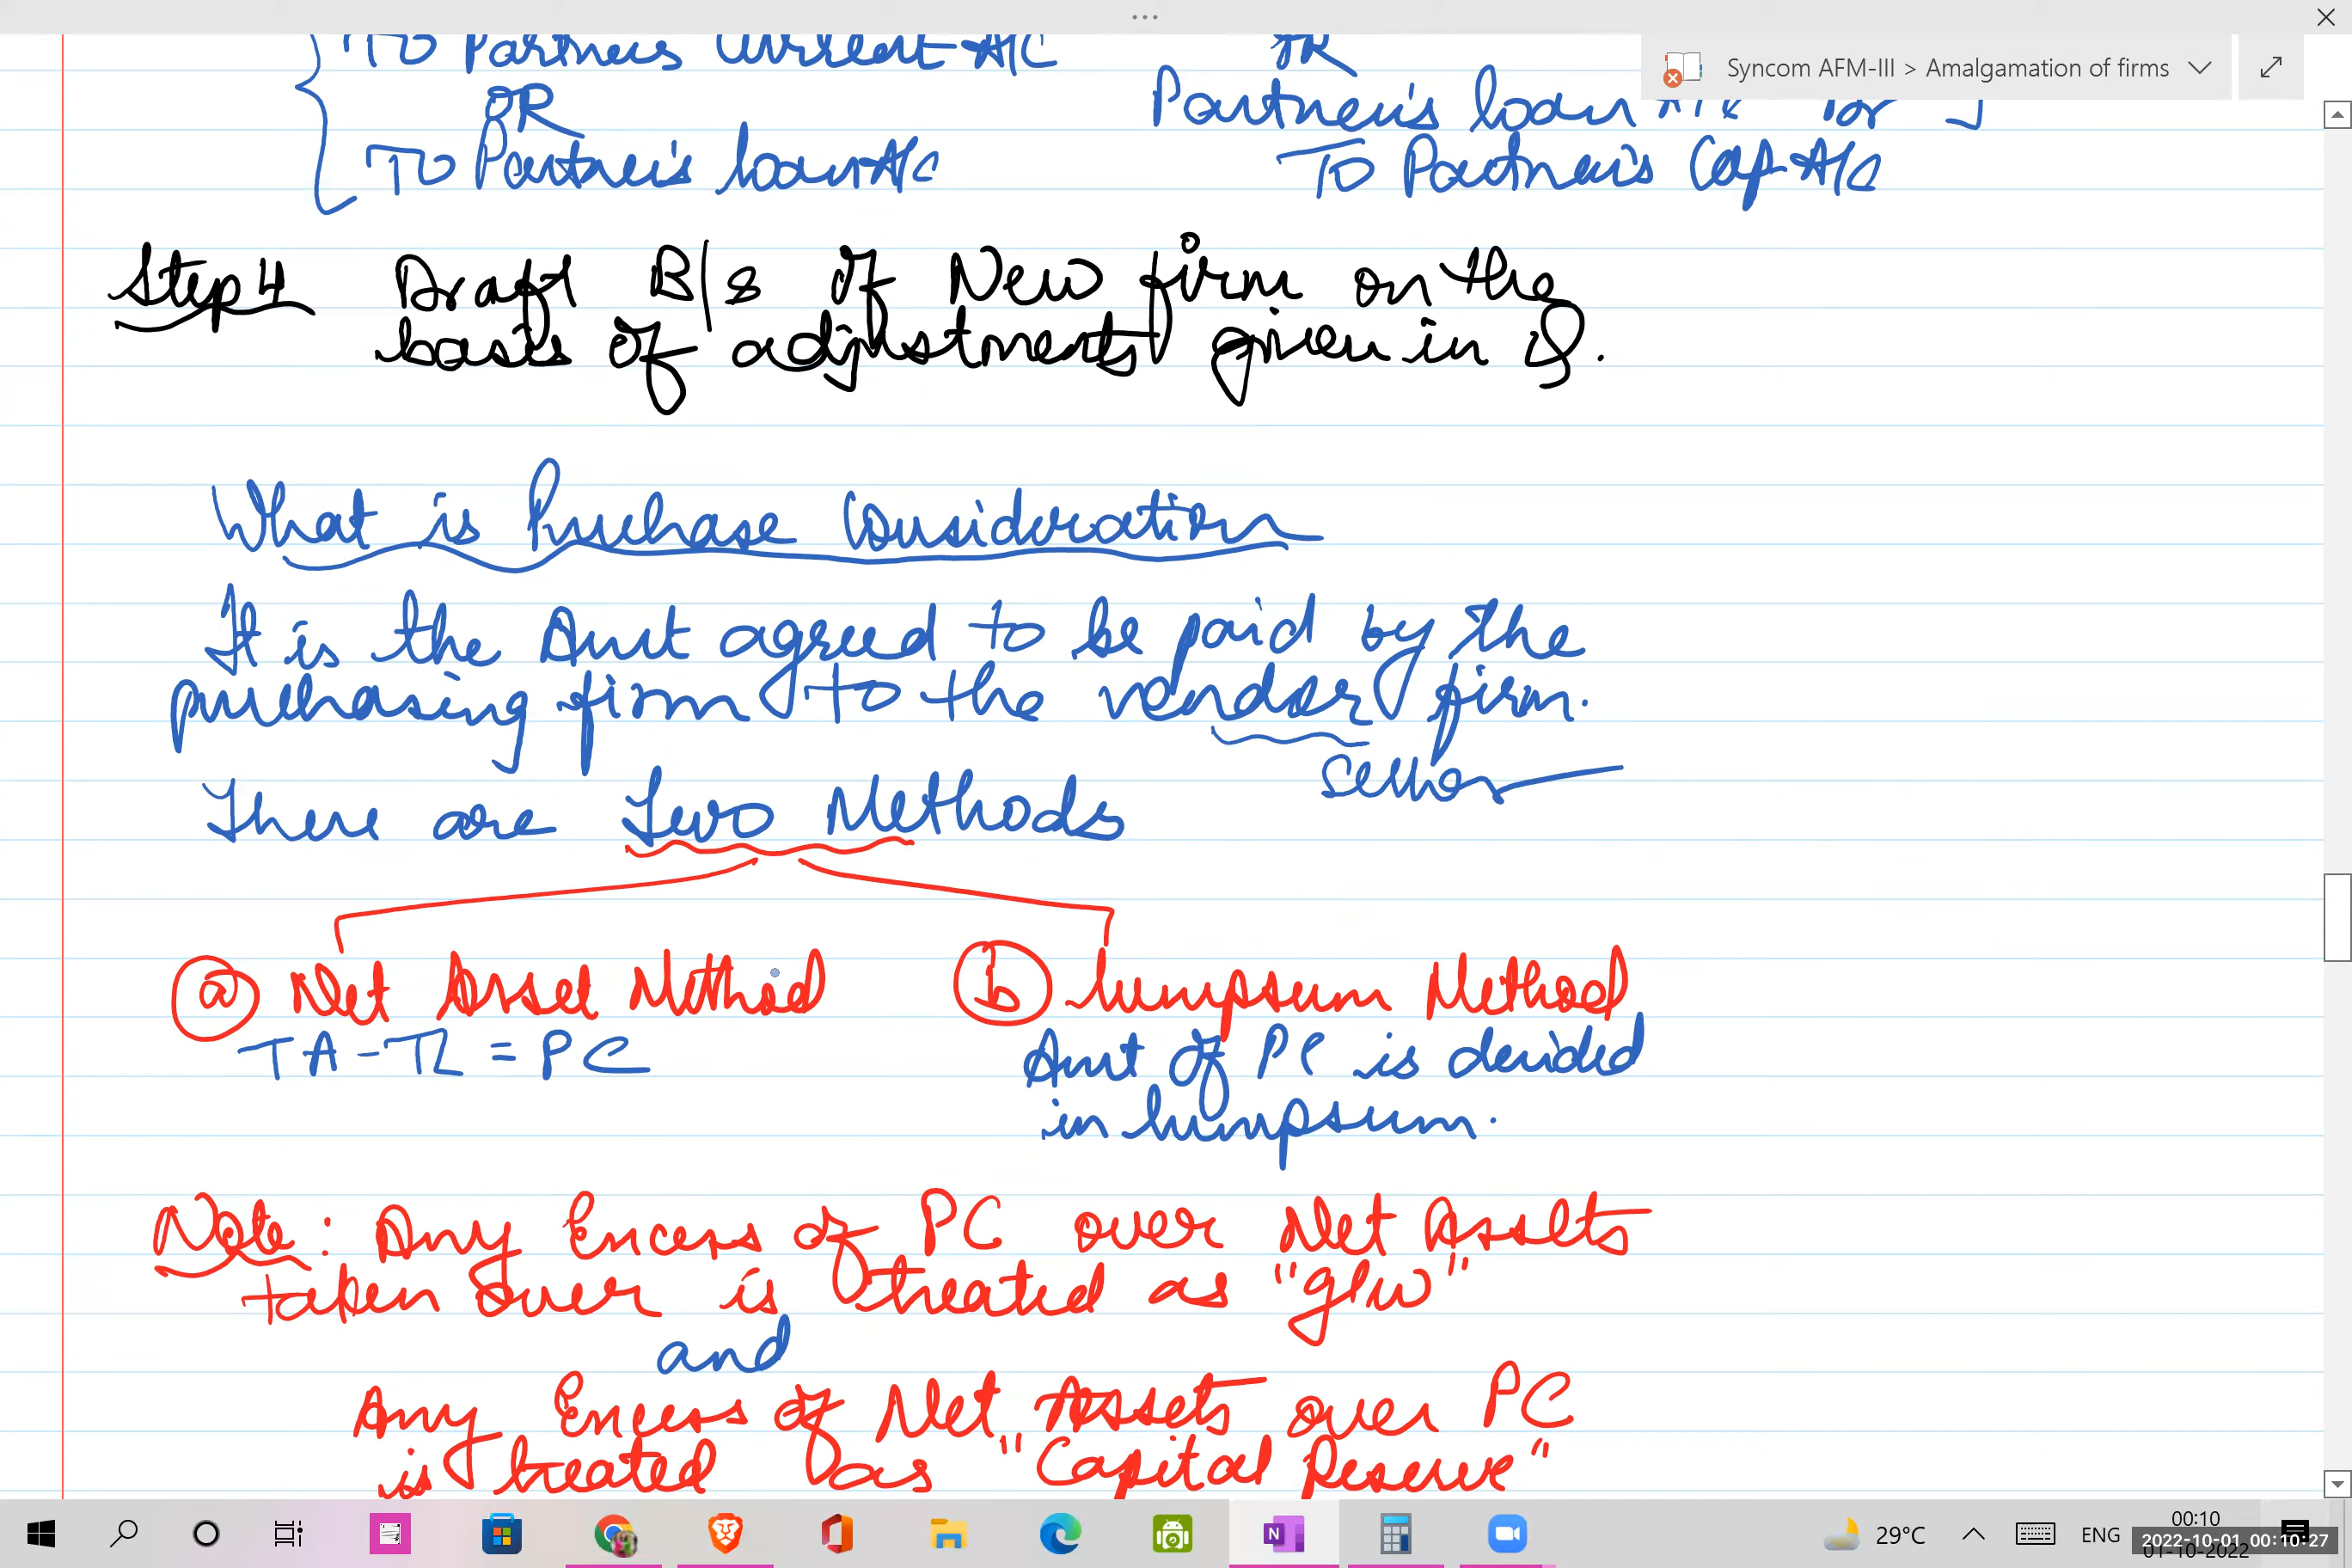 ...
Syncom AFM-III > Amalgamation of firms
To Partners Current A/c
OR
OR
Partner's loan A/c
To Partner's loan A/c
To Partner's Cap A/c
Step 4 Draft B/s of New firm on the
basis of adjustments given in Q.
What is Purchase Consideration
It is the Amt agreed to be paid by the
purchasing firm to the vendor firm.
Seller
There are Two Methods
a Net Asset Method
b lumpsum Method
TA - TL = PC
Amt of PC is decided
in lumpsum.
Note: Any Excess of PC over Net Assets
taken over is treated as "g/w"
and
Any Excess of Net Assets over PC
is treated as "Capital Reserve"
29°C
ENG
00:10
2022-10-01 00:10:27
01-10-2022